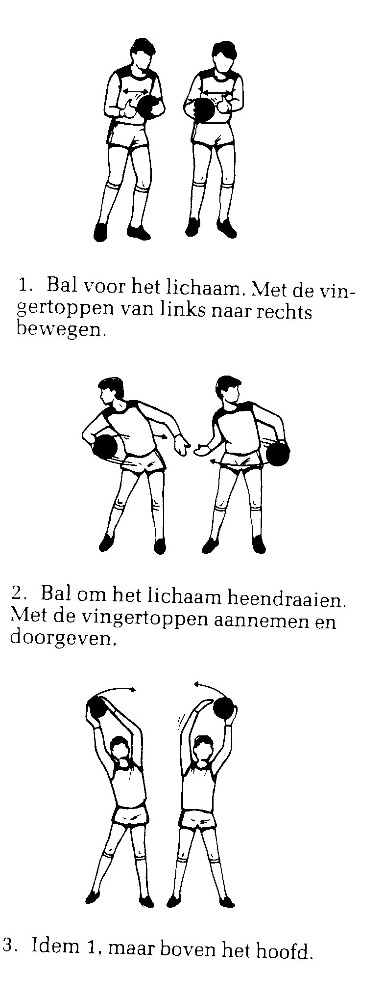 1. Bal voor het lichaam. Met de vin-
gertoppen van links naar rechts
bewegen.
2. Bal om het lichaam heendraaien.
Met de vingertoppen aannemen en
doorgeven.
3. Idem 1, maar boven het hoofd.